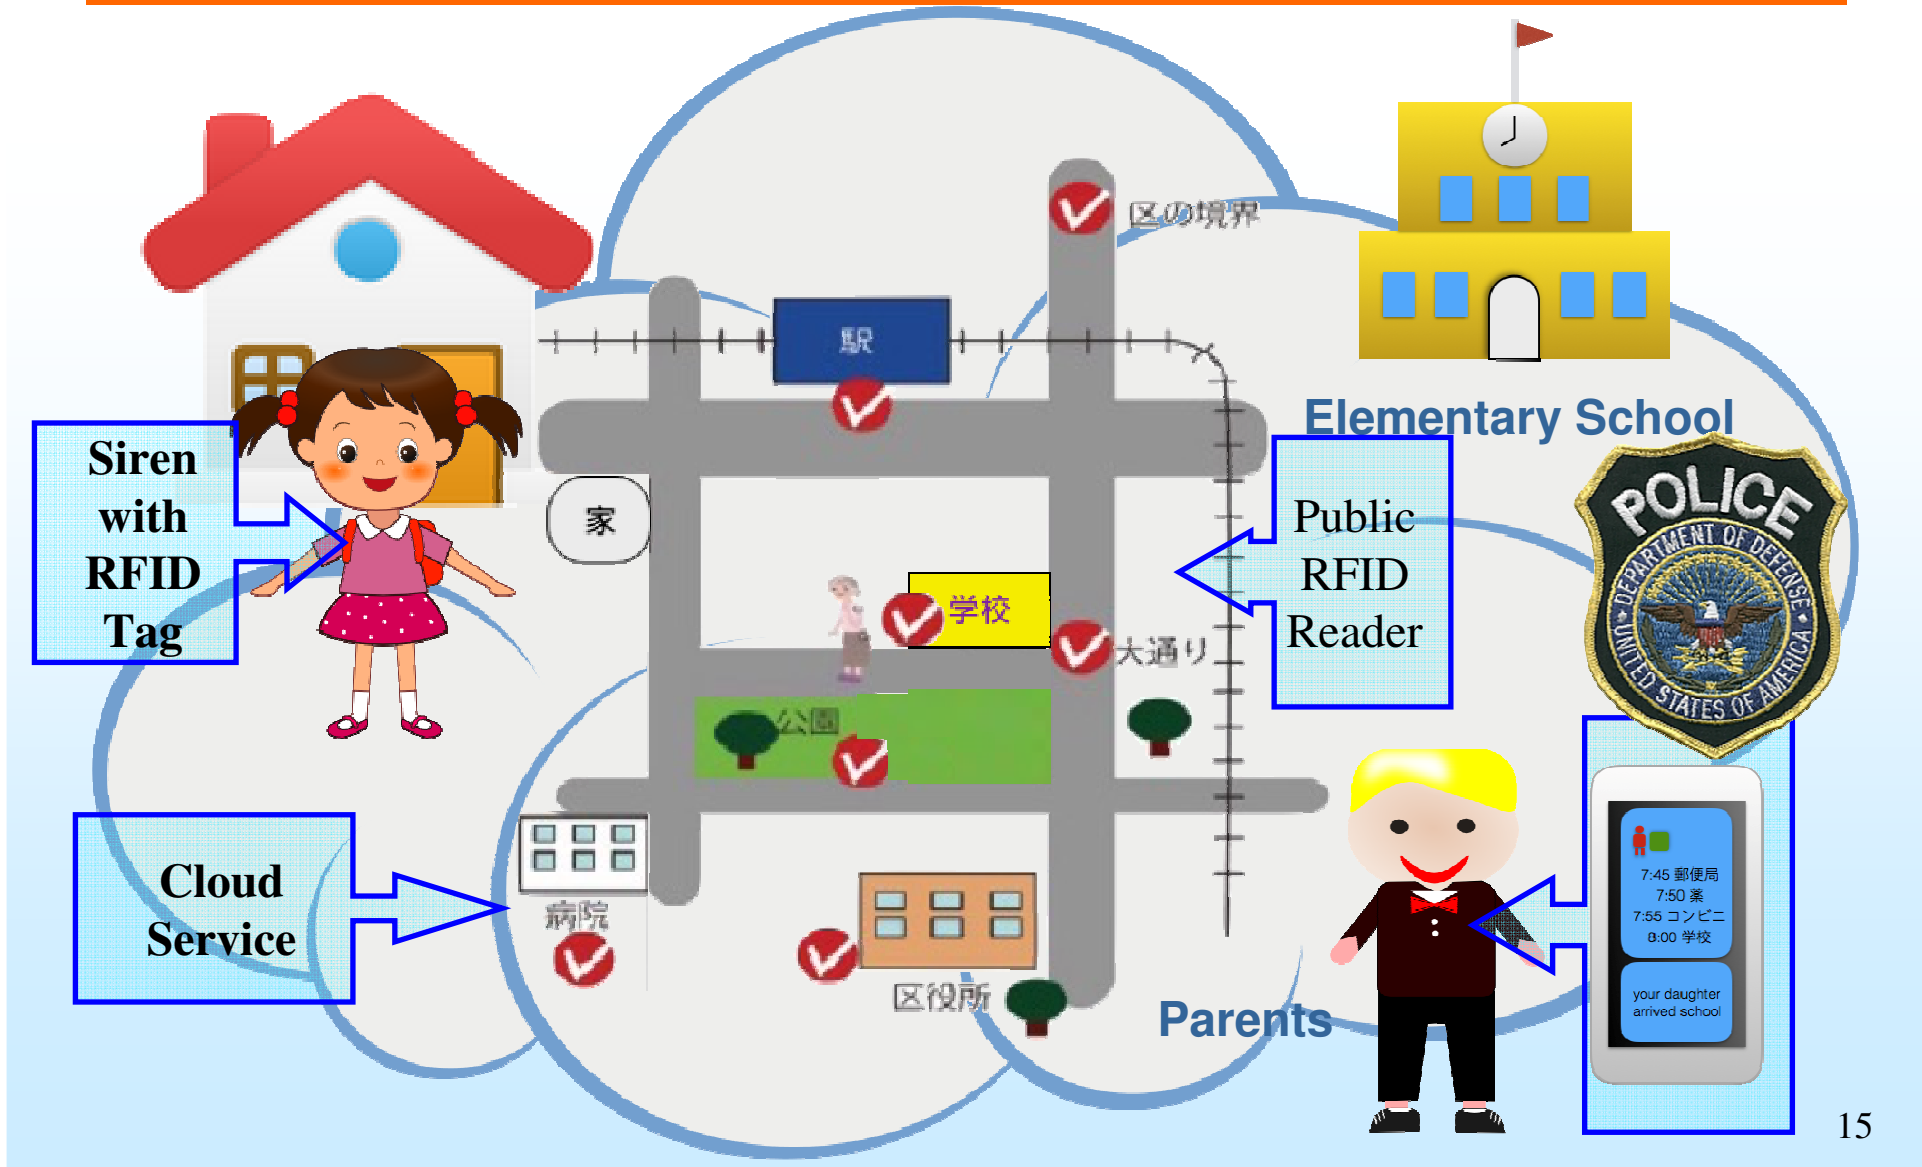 区の境界
駅
Elementary School
Siren
with
RFID
Tag
家
Public
RFID
Reader
POLICE
DEPARTMENT OF DEFENSE
UNITED STATES OF AMERICA
学校
大通り
公園
7:45 郵便局
7:50 薬
7:55 コンビニ
8:00 学校
your daughter
arrived school
Cloud
Service
病院
区役所
Parents
15